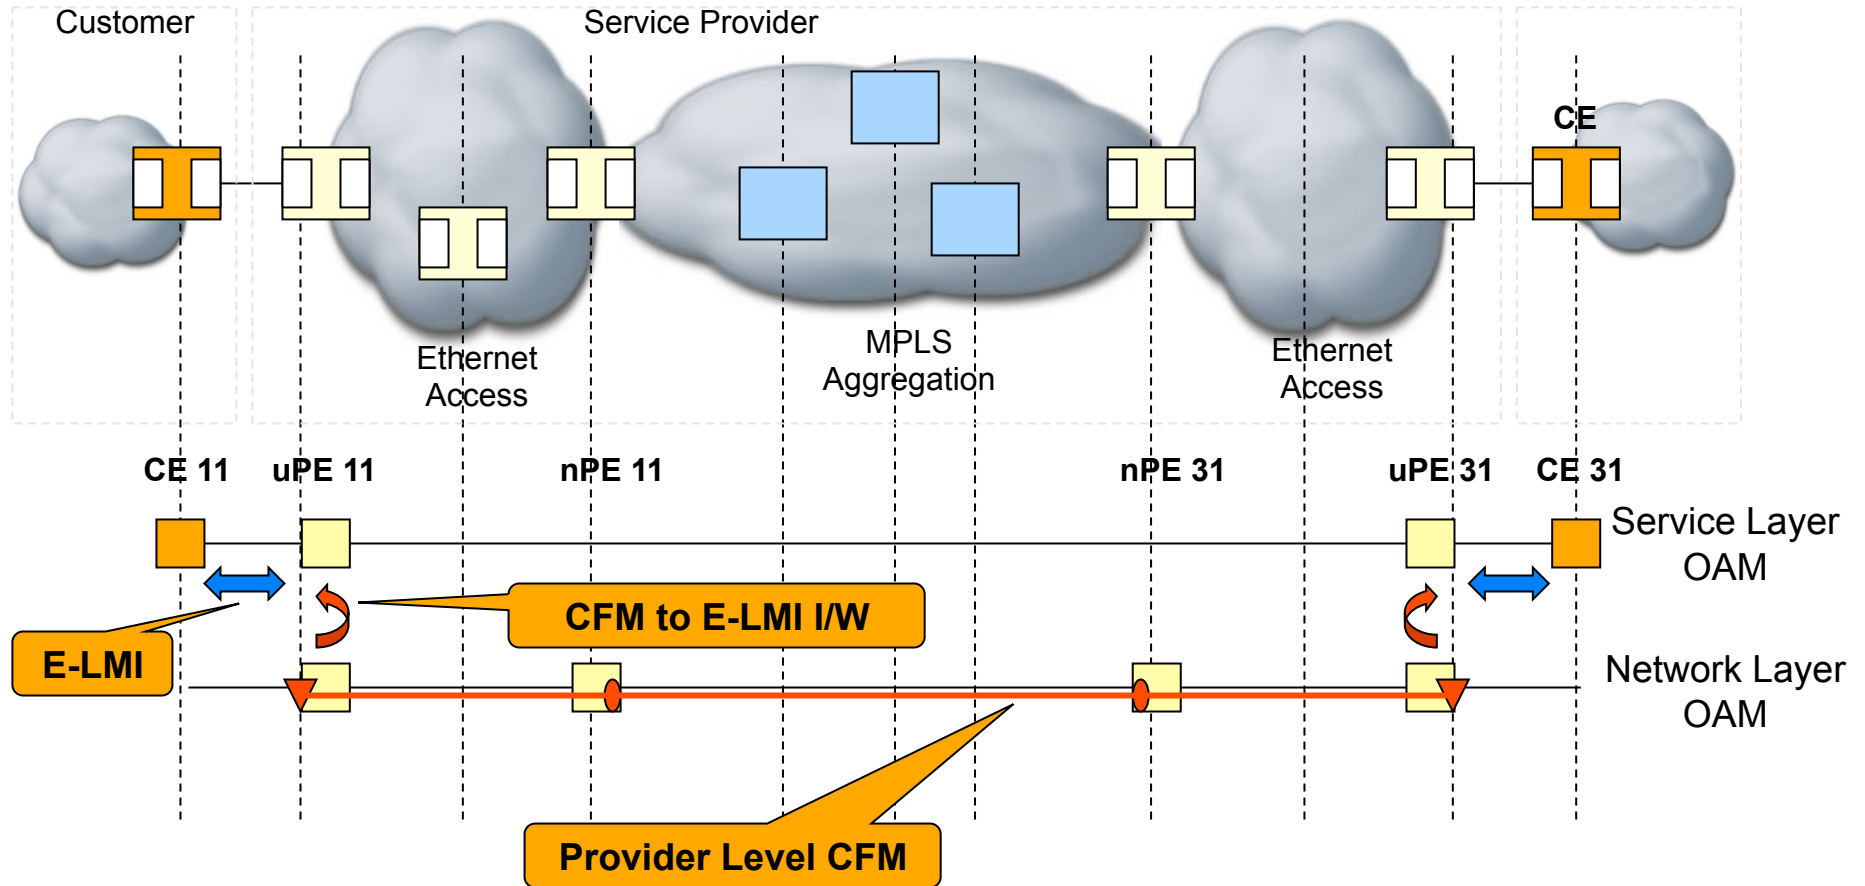 Customer
Service Provider
CE
Ethernet
Access
MPLS
Aggregation
Ethernet
Access
CE 11
uPE 11
nPE 11
nPE 31
uPE 31
CE 31
Service Layer
OAM
CFM to E-LMI I/W
E-LMI
Network Layer
OAM
Provider Level CFM